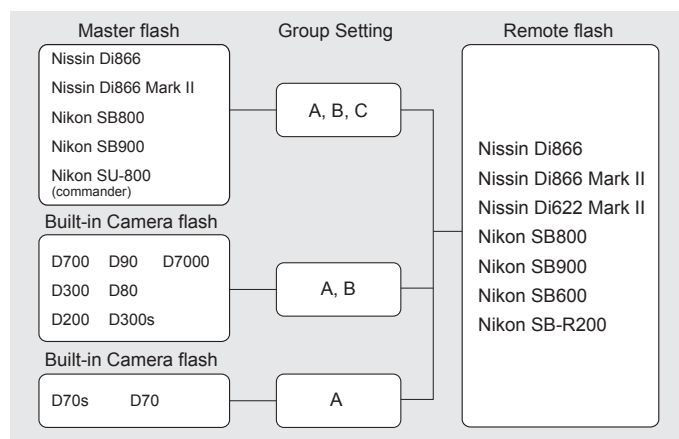 Master flash
Group Setting
Remote flash
Nissin Di866
Nissin Di866 Mark II
Nikon SB800
Nikon SB900
Nikon SU-800
(commander)
A, B, C
Built-in Camera flash
D700 D90 D7000
D300 D80
D200 D300s
A, B
Built-in Camera flash
D70s D70
A
Nissin Di866
Nissin Di866 Mark II
Nissin Di622 Mark II
Nikon SB800
Nikon SB900
Nikon SB600
Nikon SB-R200